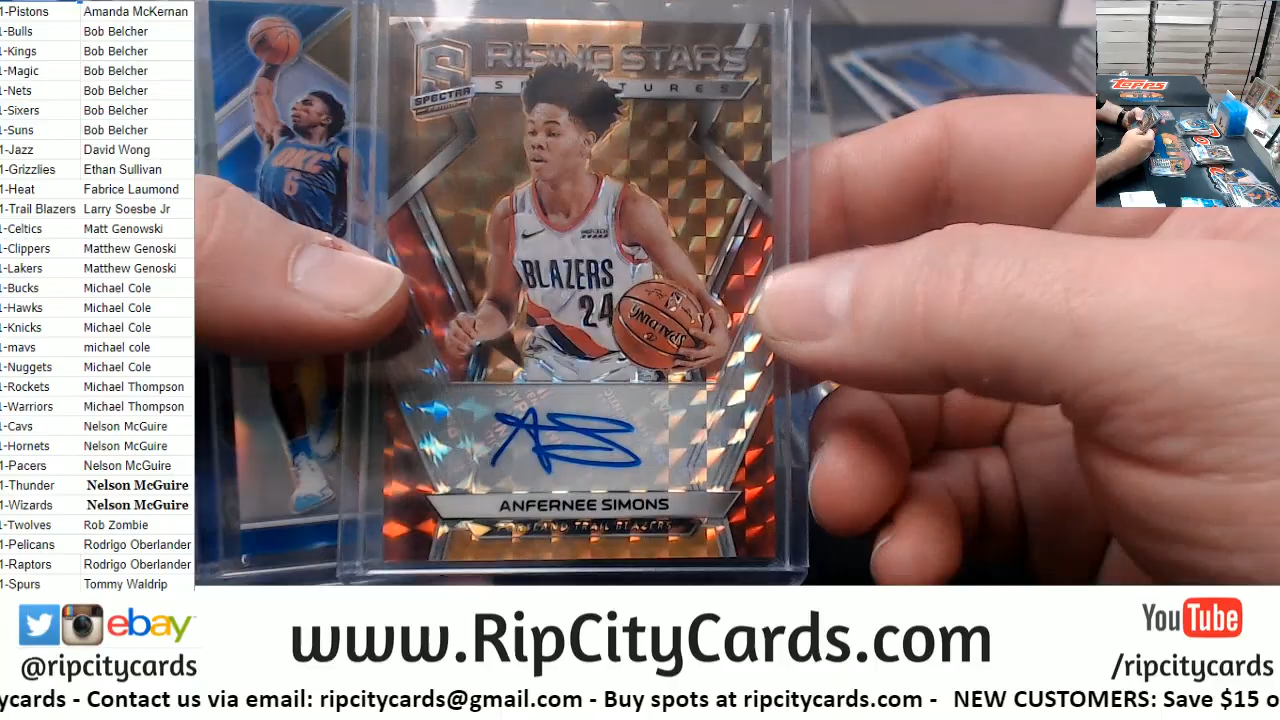 1-Pistons Amanda McKernan
1-Bulls Bob Belcher
1-Kings Bob Belcher
1-Magic Bob Belcher
1-Nets Bob Belcher
1-Sixers Bob Belcher
1-Suns Bob Belcher
1-Jazz David Wong
1-Grizzlies Ethan Sullivan
1-Heat Fabrice Laumond
1-Trail Blazers Larry Soesbe Jr
1-Celtics Matt Genowski
1-Clippers Matthew Genoski
1-Lakers Matthew Genoski
1-Bucks Michael Cole
1-Hawks Michael Cole
1-Knicks Michael Cole
1-mavs michael cole
1-Nuggets Michael Cole
1-Rockets Michael Thompson
1-Warriors Michael Thompson
1-Cavs Nelson McGuire
1-Hornets Nelson McGuire
1-Pacers Nelson McGuire
1-Thunder Nelson McGuire
1-Wizards Nelson McGuire
1-Twolves Rob Zombie
1-Pelicans Rodrigo Oberlander
1-Raptors Rodrigo Oberlander
1-Spurs Tommy Waldrip
OKC
6
S
SPECTRA
RISING STARS
BLAZERS
24
SPALDING
ANFERNEE SIMONS
PORTLAND TRAIL BLAZERS
TOPPS
ebay
@ripcitycards
www.RipCityCards.com
YouTube
/ripcitycards
ycards - Contact us via email: ripcitycards@gmail.com - Buy spots at ripcitycards.com - NEW CUSTOMERS: Save $15 o